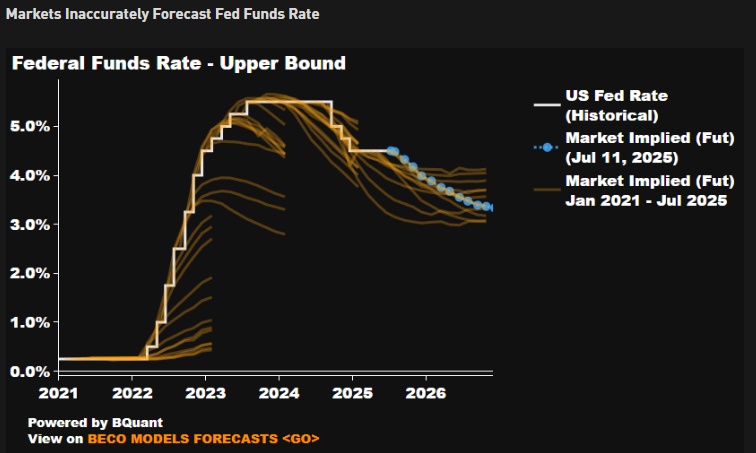 Markets Inaccurately Forecast Fed Funds Rate
Federal Funds Rate - Upper Bound
US Fed Rate
(Historical)
Market Implied (Fut)
(Jul 11, 2025)
Market Implied (Fut)
Jan 2021 - Jul 2025
5.0%
4.0%
3.0%
2.0%
1.0%
0.0%
2021 2022 2023 2024 2025 2026
Powered by BQuant
View on BECO MODELS FORECASTS <GO>